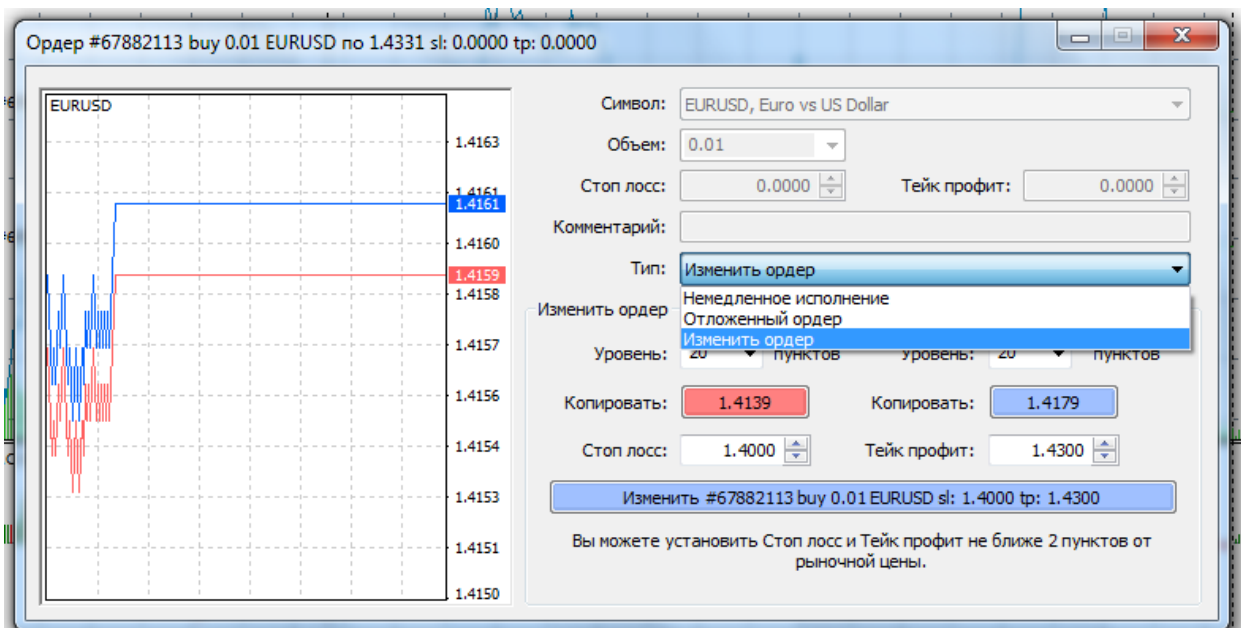 Ордер #67882113 buy 0.01 EURUSD по 1.4331 sl: 0.0000 tp: 0.0000
EURUSD
1.4163
1.4161
1.4161
1.4160
1.4159
1.4158
1.4157
1.4156
1.4154
1.4153
1.4151
1.4150
Символ: EURUSD, Euro vs US Dollar
Объем: 0.01
Стоп лосс: 0.0000 Тейк профит: 0.0000
Комментарий:
Тип: Изменить ордер
Немедленное исполнение
Изменить ордер Отложенный ордер
Изменить ордер
Уровень: 20 пунктов Уровень: 20 пунктов
Копировать: 1.4139 Копировать: 1.4179
Стоп лосс: 1.4000 Тейк профит: 1.4300
Изменить #67882113 buy 0.01 EURUSD sl: 1.4000 tp: 1.4300
Вы можете установить Стоп лосс и Тейк профит не ближе 2 пунктов от
рыночной цены.